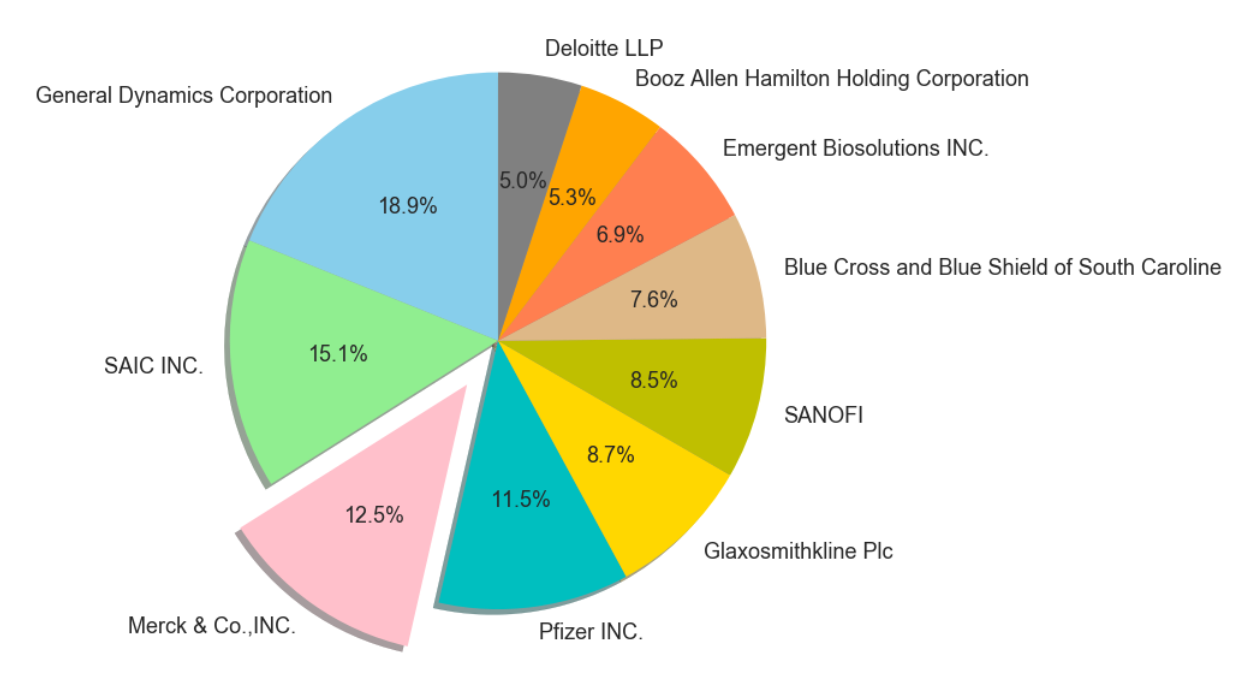 Deloitte LLP
Booz Allen Hamilton Holding Corporation
General Dynamics Corporation
Emergent Biosolutions INC.
5.0%
5.3%
18.9%
6.9%
Blue Cross and Blue Shield of South Caroline
7.6%
15.1%
SAIC INC.
8.5%
SANOFI
8.7%
11.5%
12.5%
Glaxosmithkline Plc
Merck & Co.,INC.
Pfizer INC.